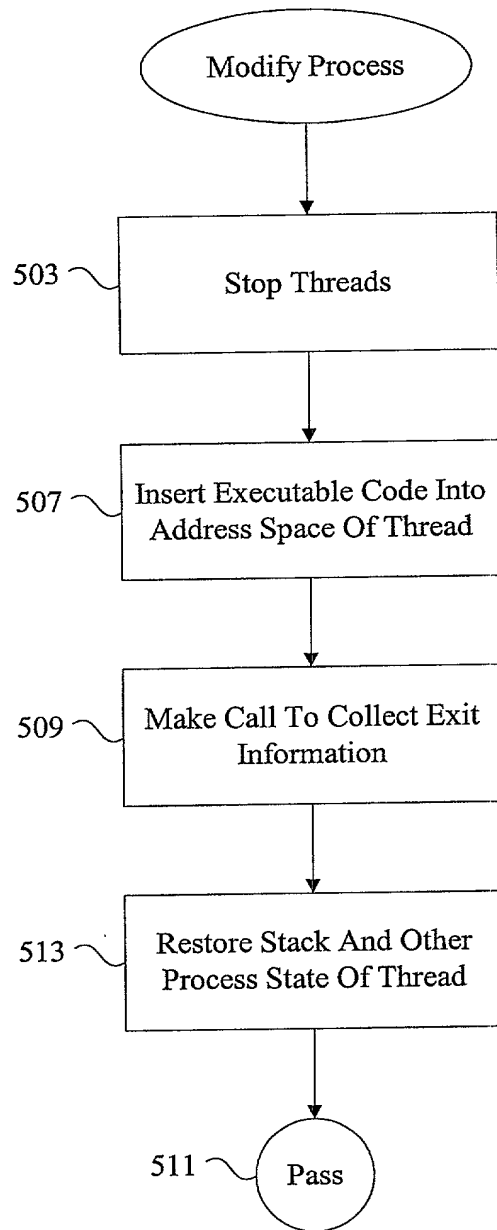 Modify Process
503
Stop Threads
507
Insert Executable Code Into
Address Space Of Thread
509
Make Call To Collect Exit
Information
513
Restore Stack And Other
Process State Of Thread
511
Pass